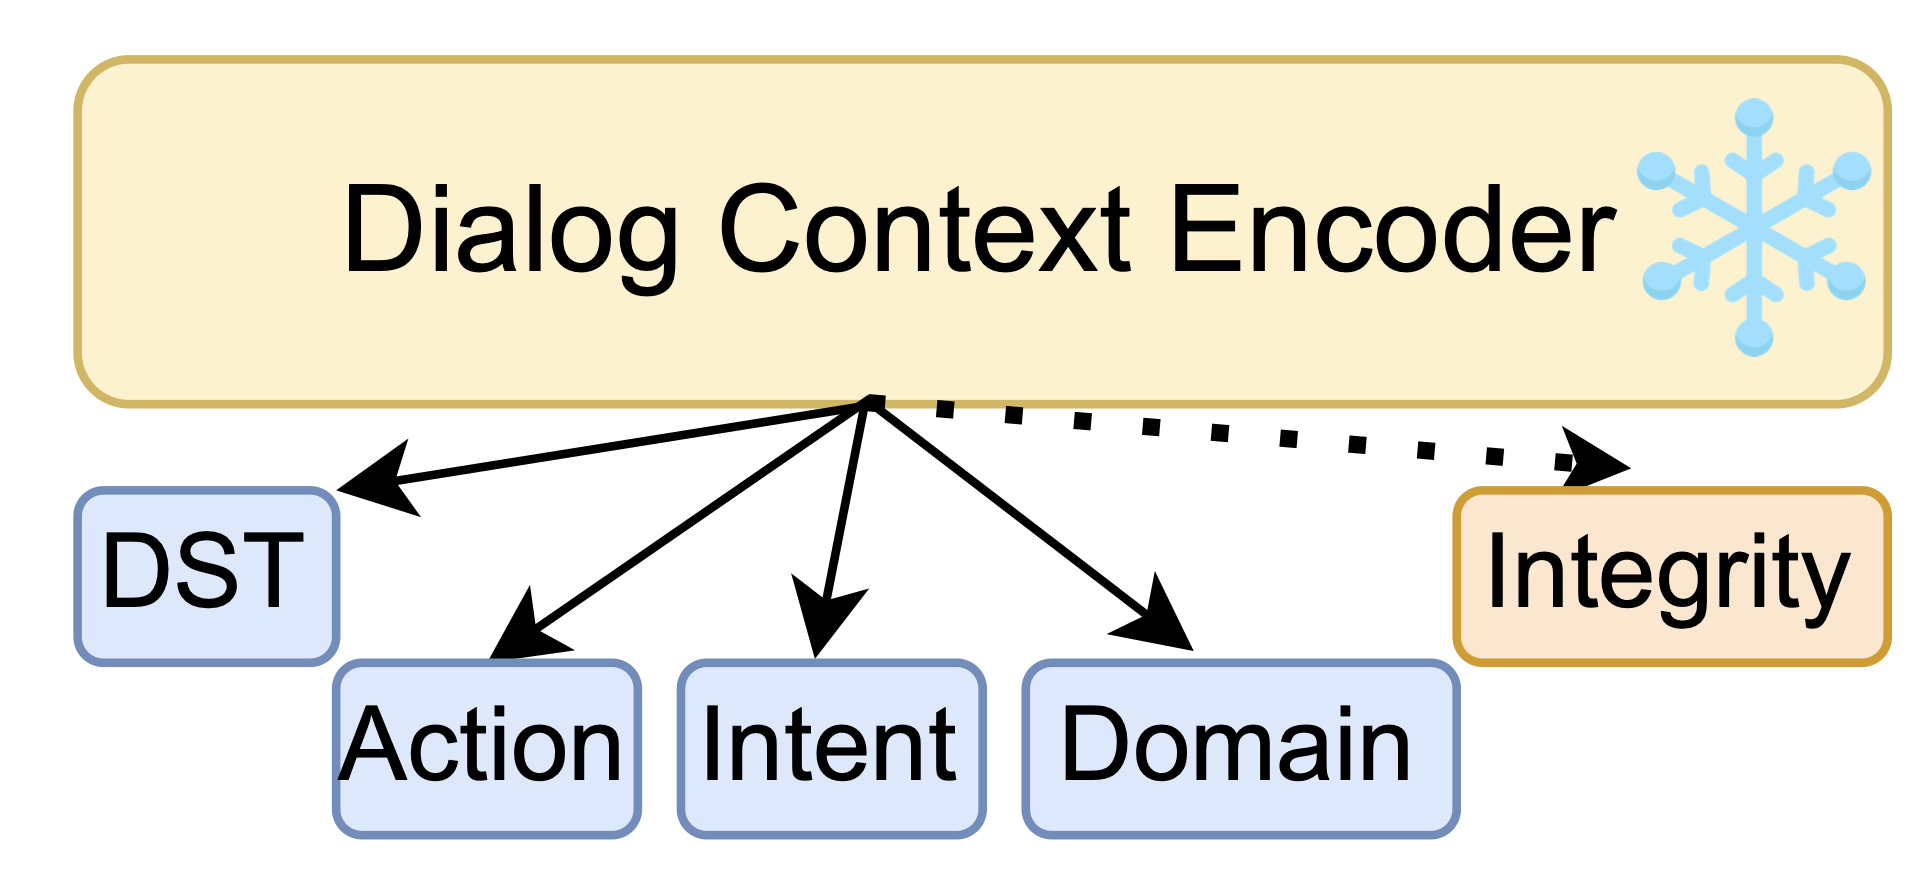 Dialog Context Encoder
DST
Integrity
Action
Intent
Domain